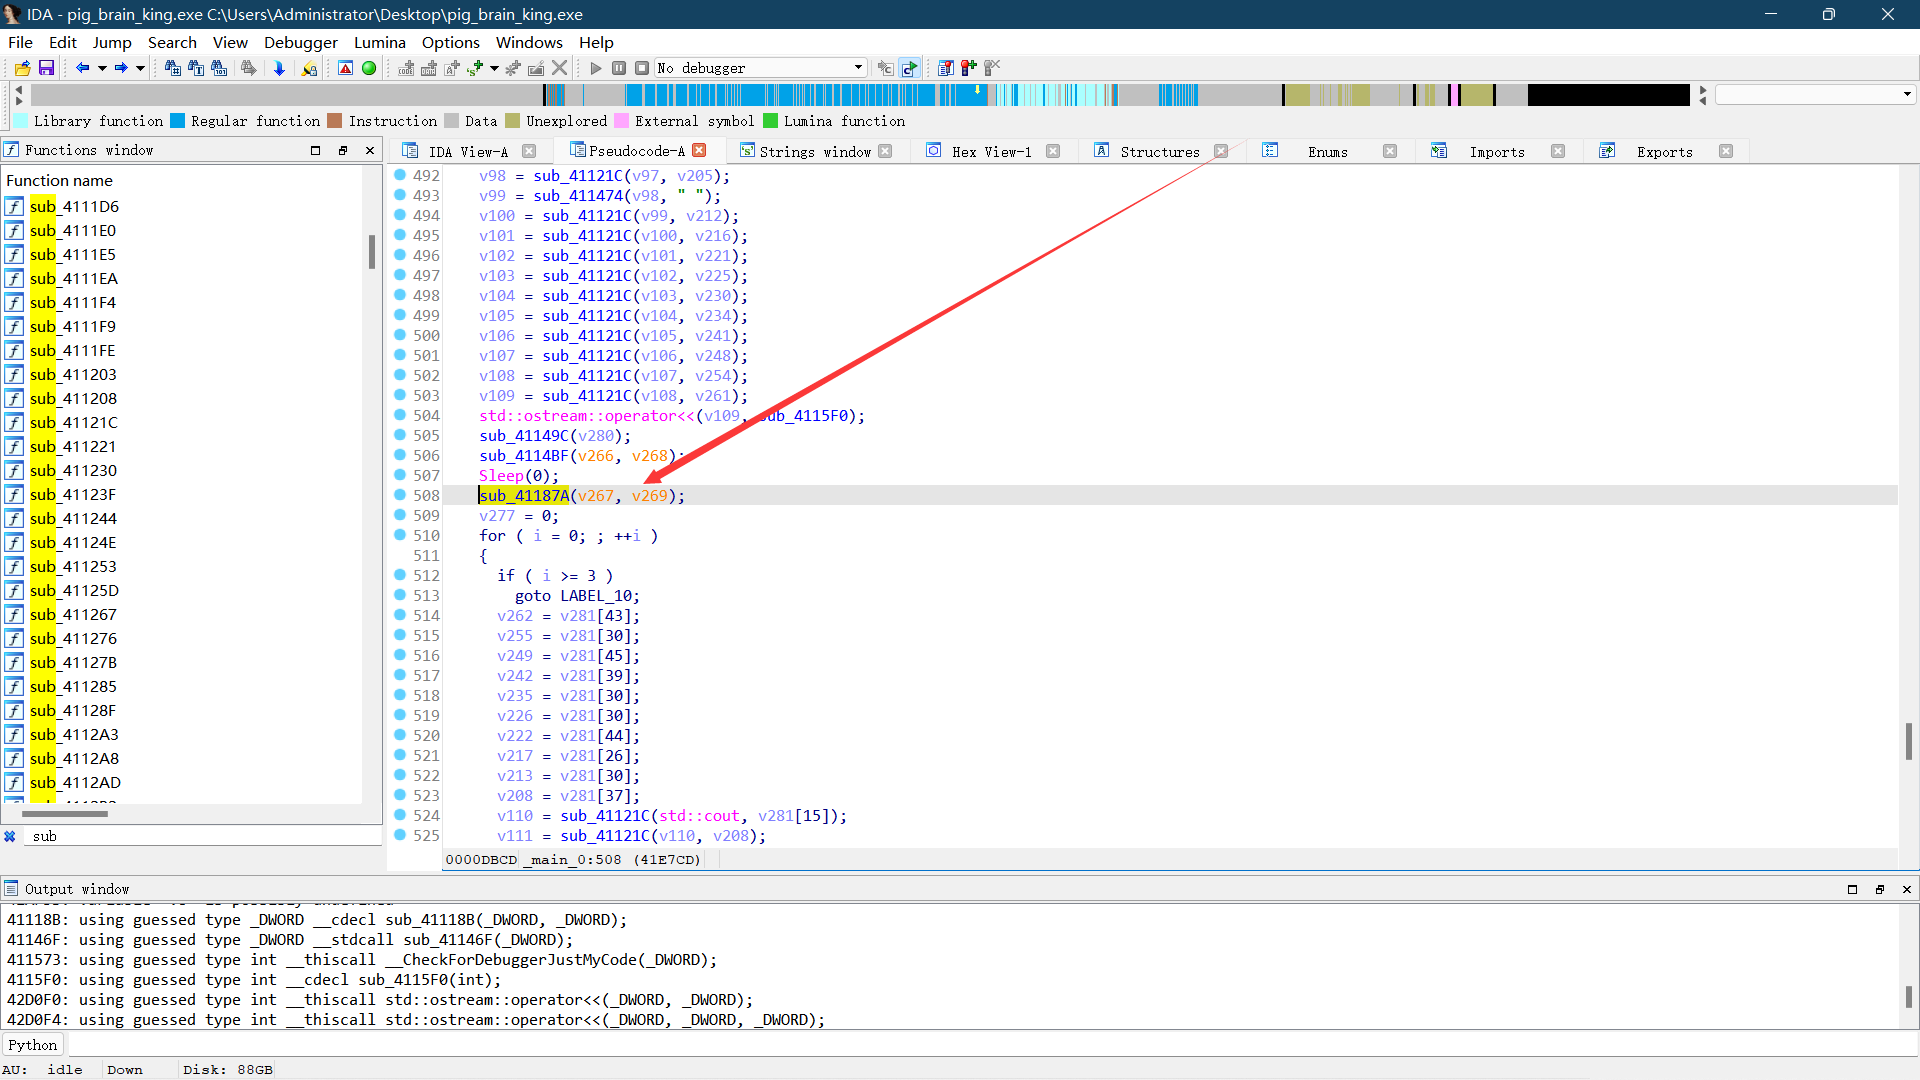 IDA - pig_brain_king.exe C:\Users\Administrator\Desktop\pig_brain_king.exe
File Edit Jump Search View Debugger Lumina Options Windows Help
No debugger
Library function Regular function Instruction Data Unexplored External symbol Lumina function
Functions window
IDA View-A Pseudocode-A Strings window Hex View-1 Structures Enums Imports Exports
Function name
sub_4111D6
sub_4111E0
sub_4111E5
sub_4111EA
sub_4111F4
sub_4111F9
sub_4111FE
sub_411203
sub_411208
sub_41121C
sub_411221
sub_411230
sub_41123F
sub_411244
sub_41124E
sub_411253
sub_41125D
sub_411267
sub_411276
sub_41127B
sub_411285
sub_41128F
sub_4112A3
sub_4112A8
sub_4112AD
sub
492 v98 = sub_41121C(v97, v205);
493 v99 = sub_411474(v98, " ");
494 v100 = sub_41121C(v99, v212);
495 v101 = sub_41121C(v100, v216);
496 v102 = sub_41121C(v101, v221);
497 v103 = sub_41121C(v102, v225);
498 v104 = sub_41121C(v103, v230);
499 v105 = sub_41121C(v104, v234);
500 v106 = sub_41121C(v105, v241);
501 v107 = sub_41121C(v106, v248);
502 v108 = sub_41121C(v107, v254);
503 v109 = sub_41121C(v108, v261);
504 std::ostream::operator<<(v109, sub_4115F0);
505 sub_41149C(v280);
506 sub_4114BF(v266, v268);
507 Sleep(0);
508 sub_41187A(v267, v269);
509 v277 = 0;
510 for ( i = 0; ; ++i )
511 {
512 if ( i >= 3 )
513 goto LABEL_10;
514 v262 = v281[43];
515 v255 = v281[30];
516 v249 = v281[45];
517 v242 = v281[39];
518 v235 = v281[30];
519 v226 = v281[30];
520 v222 = v281[44];
521 v217 = v281[26];
522 v213 = v281[30];
523 v208 = v281[37];
524 v110 = sub_41121C(std::cout, v281[15]);
525 v111 = sub_41121C(v110, v208);
0000DBCD _main_0:508 (41E7CD)
Output window
41118B: using guessed type _DWORD __cdecl sub_41118B(_DWORD, _DWORD);
41146F: using guessed type _DWORD __stdcall sub_41146F(_DWORD);
411573: using guessed type int __thiscall __CheckForDebuggerJustMyCode(_DWORD);
4115F0: using guessed type int __cdecl sub_4115F0(int);
42D0F0: using guessed type int __thiscall std::ostream::operator<<(_DWORD, _DWORD);
42D0F4: using guessed type int __thiscall std::ostream::operator<<(_DWORD, _DWORD, _DWORD);
Python
AU: idle Down Disk: 88GB